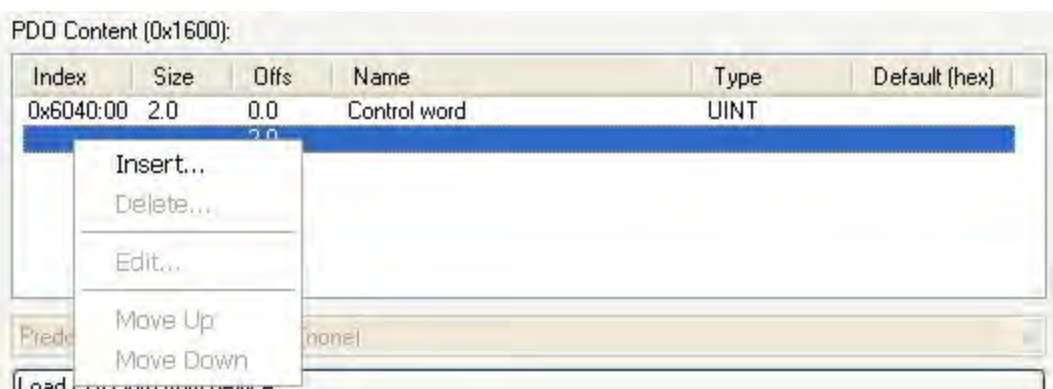 PDO Content (0x1600):
Index Size Offs Name Type Default (hex)
0x6040:00 2.0 0.0 Control word UINT
2.0
Insert...
Delete...
Edit...
Move Up
Move Down
(none)
Load